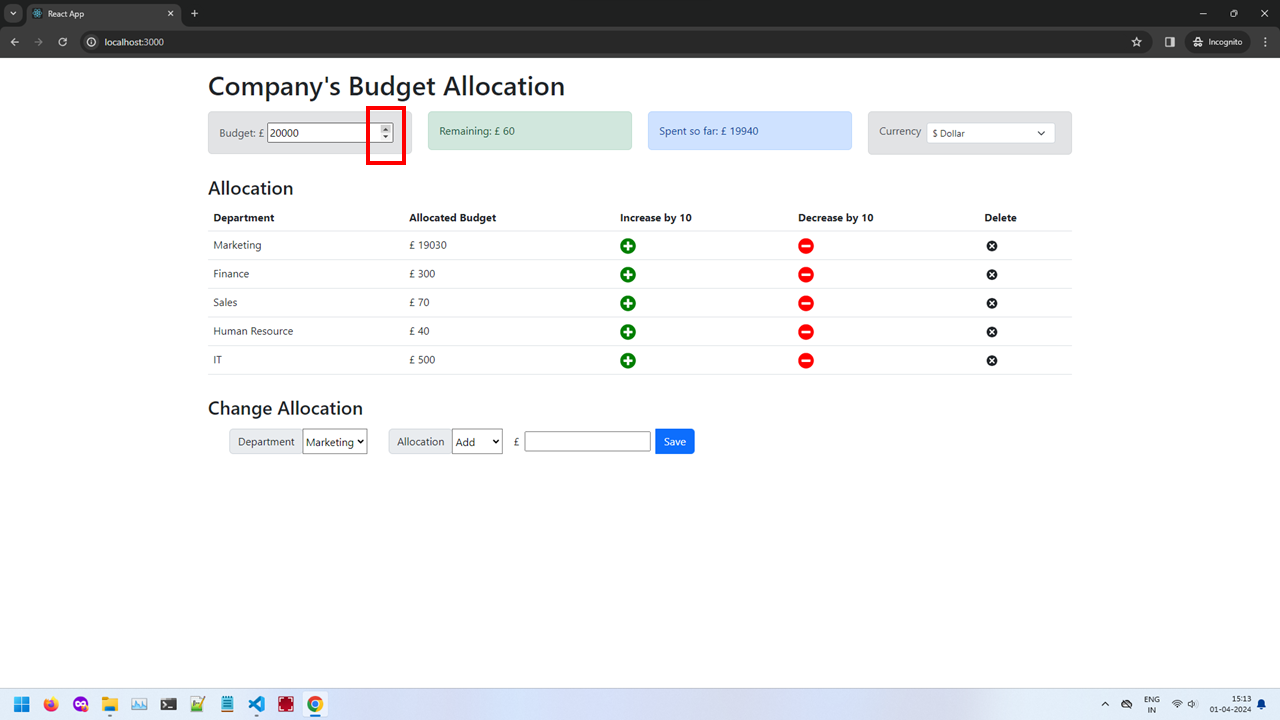 React App
localhost:3000
Incognito
Company's Budget Allocation
Budget: £ 20000
Remaining: £ 60
Spent so far: £ 19940
Currency $ Dollar
Allocation
Department Allocated Budget Increase by 10 Decrease by 10 Delete
Marketing £ 19030
Finance £ 300
Sales £ 70
Human Resource £ 40
IT £ 500
Change Allocation
Department Marketing Allocation Add £ Save
ENG 15:13
IN 01-04-2024